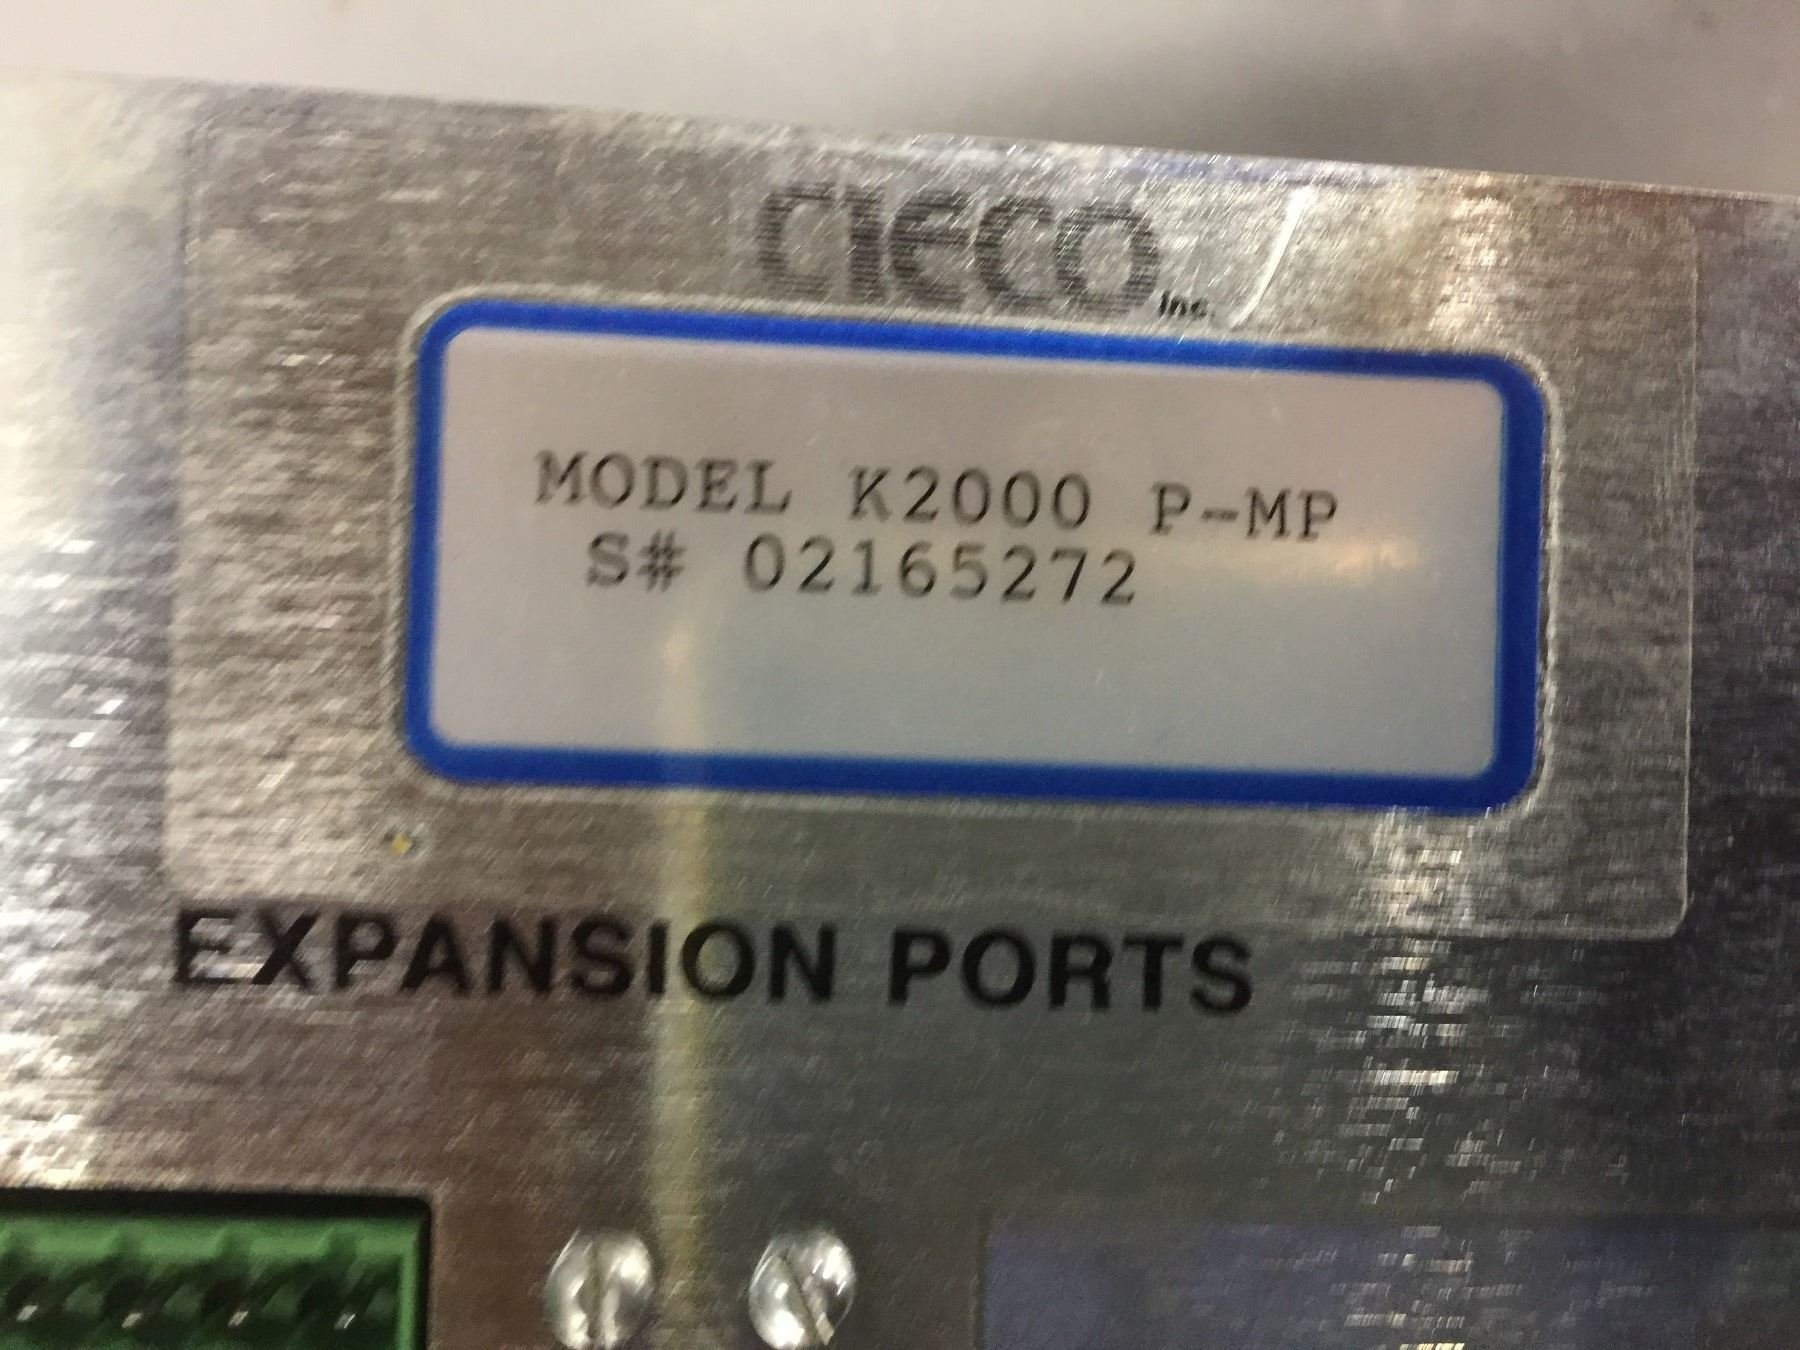 CIECO Inc.
MODEL K2000 P-MP
S# 02165272
EXPANSION PORTS